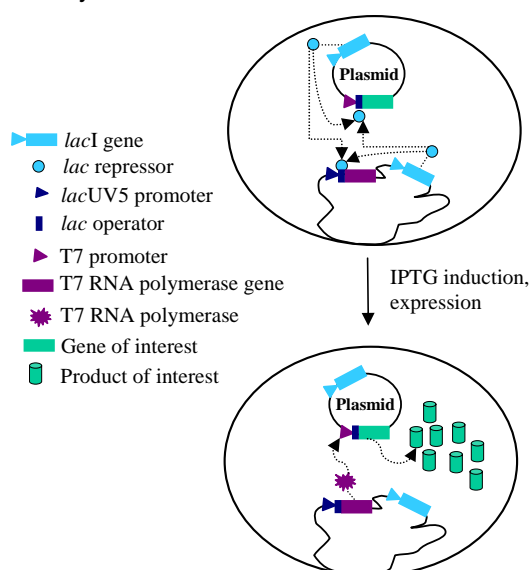 Plasmid
lacI gene
lac repressor
lacUV5 promoter
lac operator
T7 promoter
T7 RNA polymerase gene
T7 RNA polymerase
Gene of interest
Product of interest
IPTG induction,
expression
Plasmid